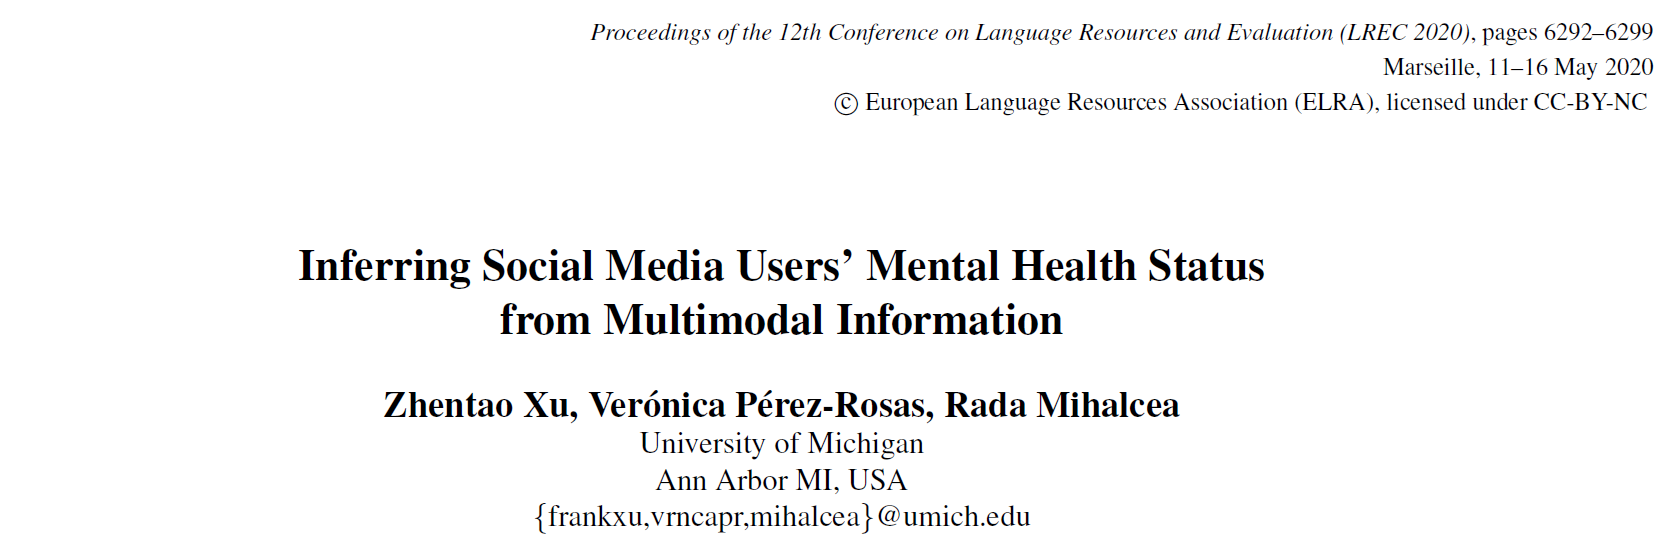 Proceedings of the 12th Conference on Language Resources and Evaluation (LREC 2020), pages 6292–6299
Marseille, 11–16 May 2020
© European Language Resources Association (ELRA), licensed under CC-BY-NC
Inferring Social Media Users’ Mental Health Status
from Multimodal Information
Zhentao Xu, Verónica Pérez-Rosas, Rada Mihalcea
University of Michigan
Ann Arbor MI, USA
{frankxu,vrncapr,mihalcea}@umich.edu